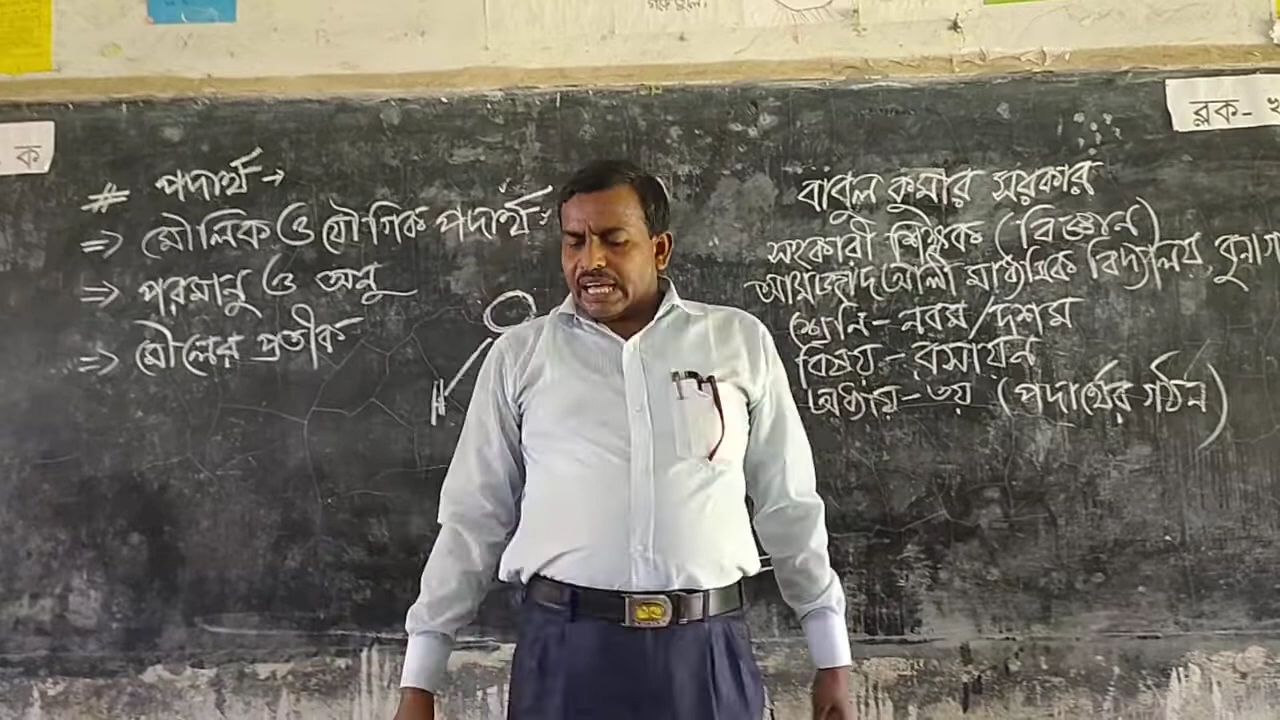 ক
ব্লক- খ
# পদার্থ→
⇒ মৌলিক ও যৌগিক পদার্থ
⇒ পরমানু ও অনু
⇒ মৌলের প্রতীক
H
O
বাবুল কুমার সরকার
সহকারী শিক্ষক (বিজ্ঞান)
আমজাদ আলী মাধ্যমিক বিদ্যালয়,
শ্রেনি- নবম/দশম
বিষয়- রসায়ন
অধ্যায়- ৩য় (পদার্থের গঠন)